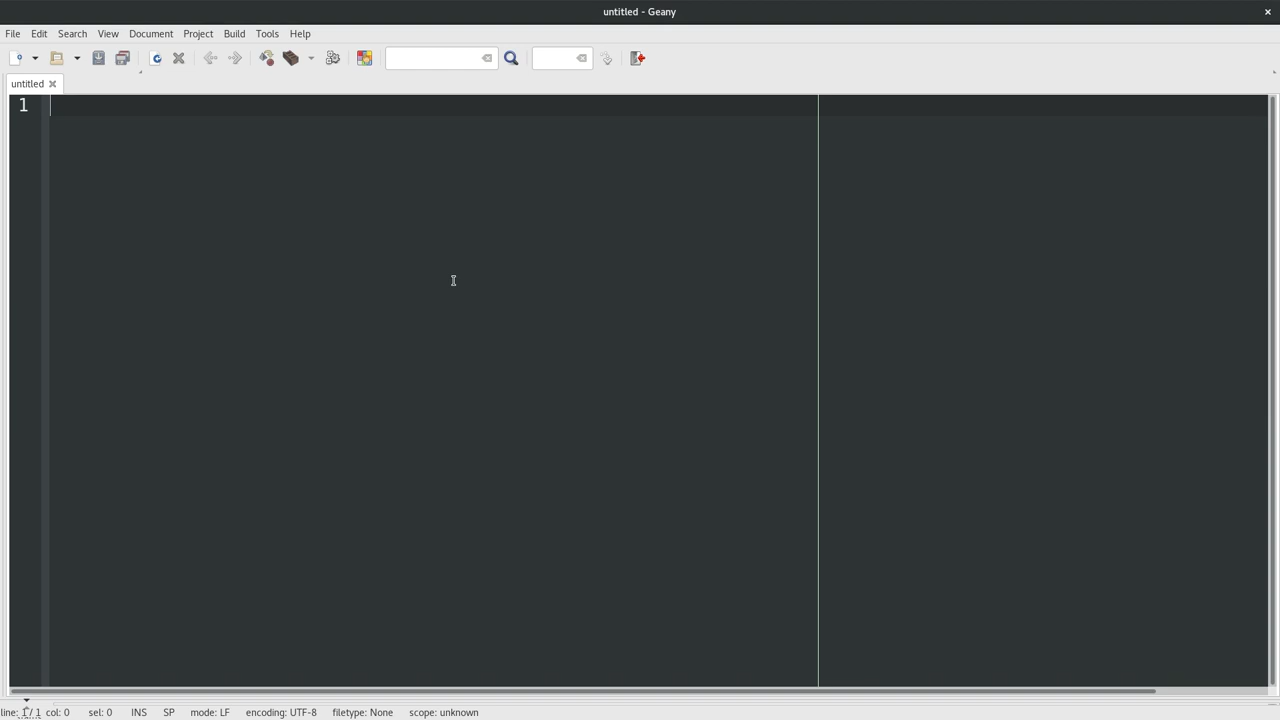 untitled - Geany
File Edit Search View Document Project Build Tools Help
untitled
1
line: 1 / 1 col: 0 sel: 0 INS SP mode: LF encoding: UTF-8 filetype: None scope: unknown